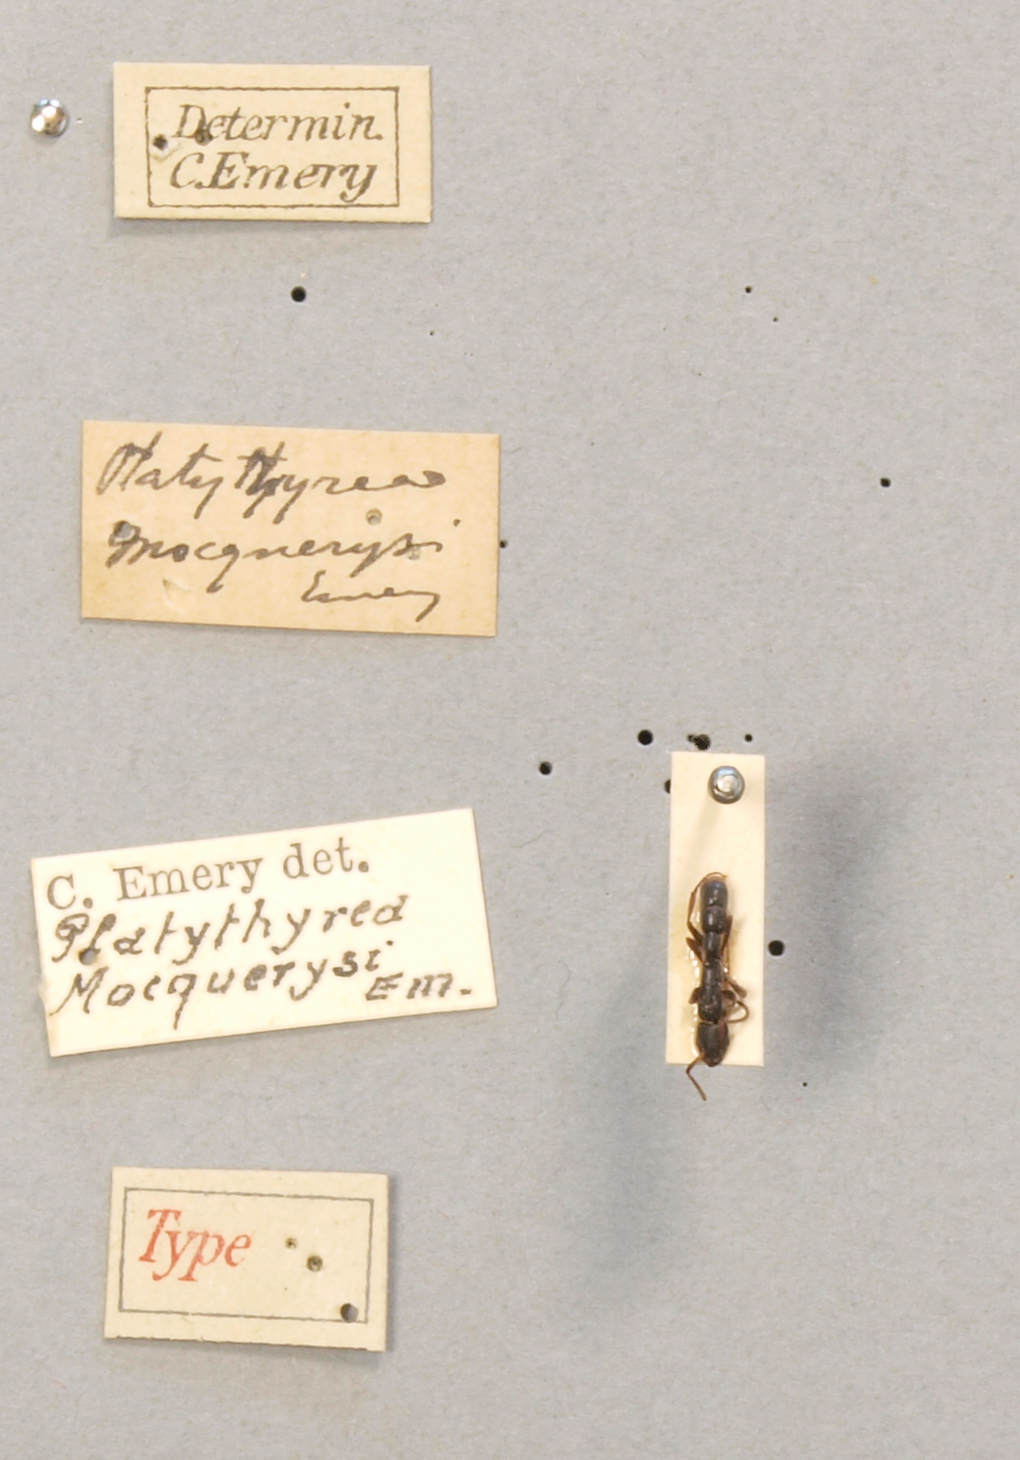 Determin.
C. Emery
Platythyrea
Mocquerysi
Emery
C. Emery det.
Platythyrea
Mocquerysi
Em.
Type